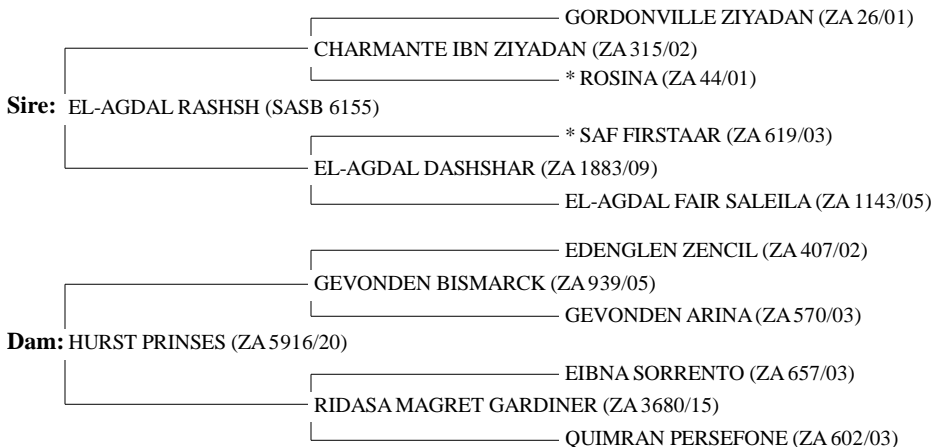 GORDONVILLE ZIYADAN (ZA 26/01)
CHARMANTE IBN ZIYADAN (ZA 315/02)
* ROSINA (ZA 44/01)
Sire: EL-AGDAL RASHSH (SASB 6155)
* SAF FIRSTAAR (ZA 619/03)
EL-AGDAL DASHSHAR (ZA 1883/09)
EL-AGDAL FAIR SALEILA (ZA 1143/05)
EDENGLEN ZENCIL (ZA 407/02)
GEVONDEN BISMARCK (ZA 939/05)
GEVONDEN ARINA (ZA 570/03)
Dam: HURST PRINSES (ZA 5916/20)
EIBNA SORRENTO (ZA 657/03)
RIDASA MAGRET GARDINER (ZA 3680/15)
QUIMRAN PERSEFONE (ZA 602/03)